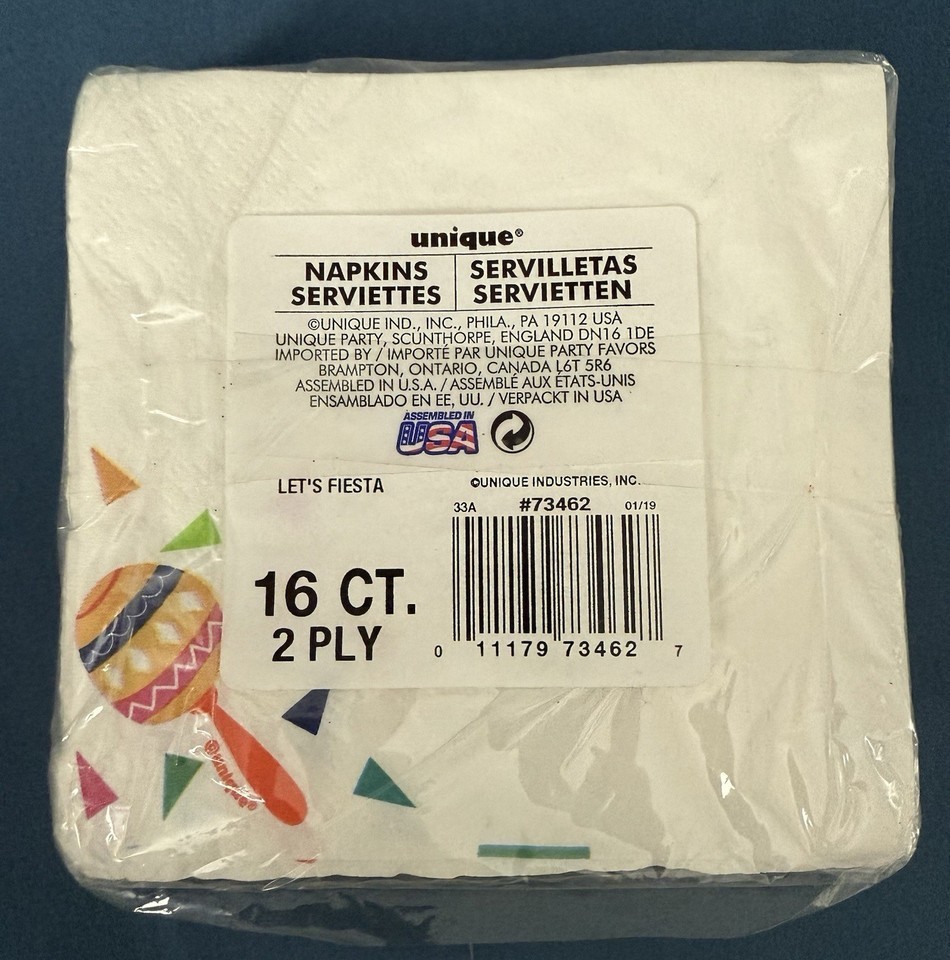 unique®
NAPKINS
SERVIETTES
SERVILLETAS
SERVIETTEN
©UNIQUE IND., INC., PHILA., PA 19112 USA
UNIQUE PARTY, SCUNTHORPE, ENGLAND DN16 1DE
IMPORTED BY / IMPORTÉ PAR UNIQUE PARTY FAVORS
BRAMPTON, ONTARIO, CANADA L6T 5R6
ASSEMBLED IN U.S.A. / ASSEMBLÉ AUX ÉTATS-UNIS
ENSAMBLADO EN EE, UU. / VERPACKT IN USA
ASSEMBLED IN
USA
LET'S FIESTA
©UNIQUE INDUSTRIES, INC.
33A #73462 01/19
16 CT.
2 PLY
0 11179 73462 7
©unique®